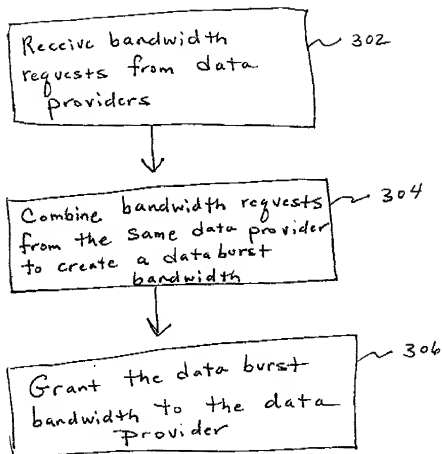 Receive bandwidth
requests from data
providers
302
Combine bandwidth requests
from the same data provider
to create a data burst
bandwidth
304
Grant the data burst
bandwidth to the data
provider
306